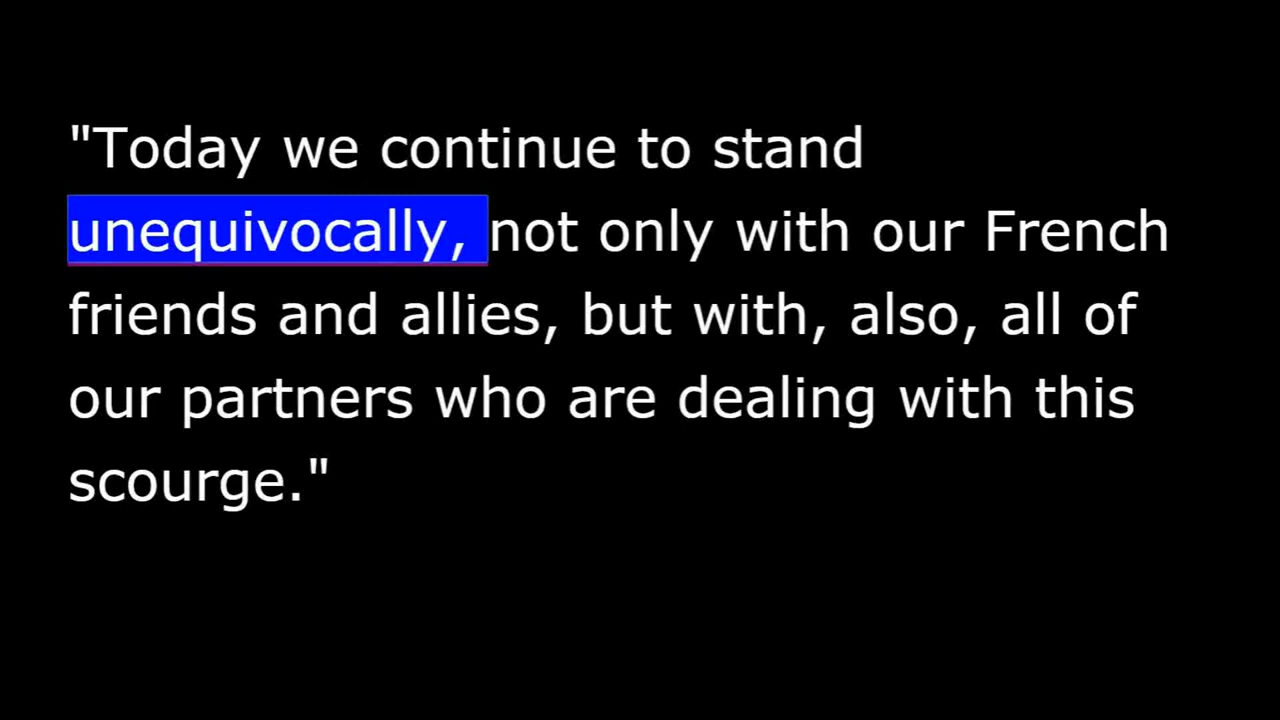 "Today we continue to stand
unequivocally, not only with our French
friends and allies, but with, also, all of
our partners who are dealing with this
scourge."